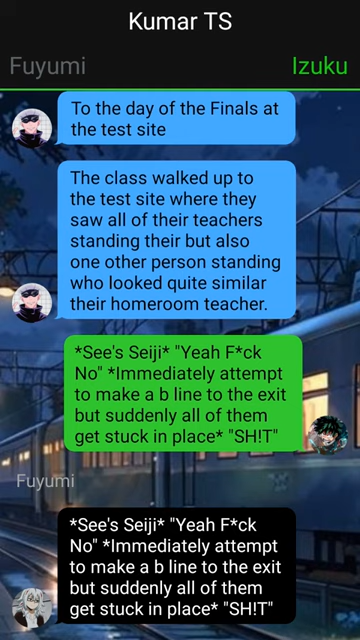 Kumar TS
Fuyumi
Izuku
To the day of the Finals at
the test site
The class walked up to
the test site where they
saw all of their teachers
standing their but also
one other person standing
who looked quite similar
their homeroom teacher.
*See's Seiji* "Yeah F*ck
No" *Immediately attempt
to make a b line to the exit
but suddenly all of them
get stuck in place* "SH!T"
Fuyumi
*See's Seiji* "Yeah F*ck
No" *Immediately attempt
to make a b line to the exit
but suddenly all of them
get stuck in place* "SH!T"